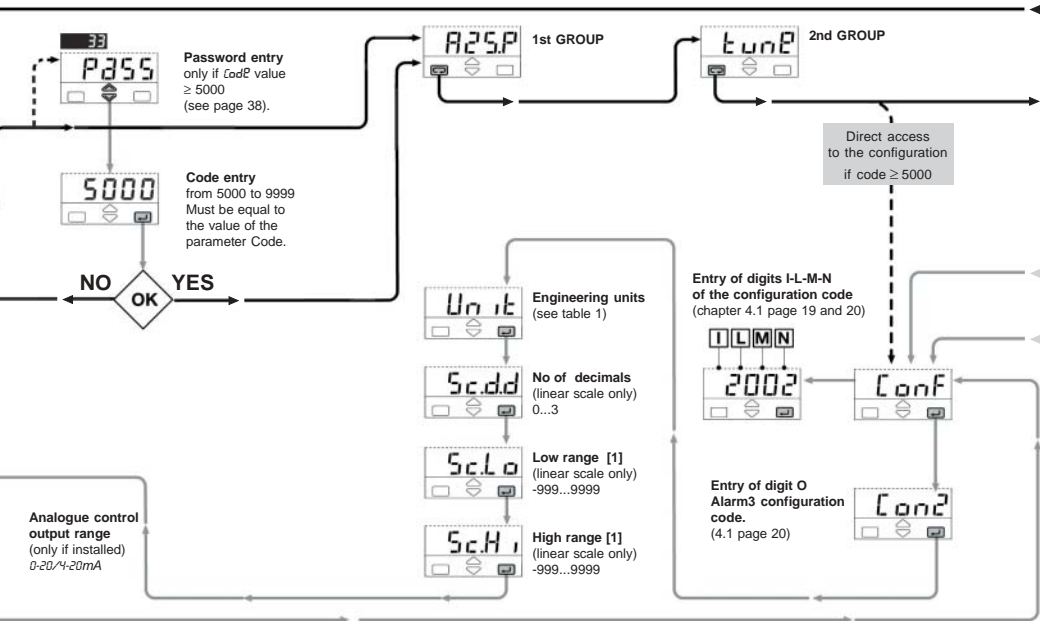 33
PASS
Password entry
only if CodE value
≥ 5000
(see page 38).
5000
Code entry
from 5000 to 9999
Must be equal to
the value of the
parameter Code.
NO
OK
YES
A2S.P
1st GROUP
tunE
2nd GROUP
Direct access
to the configuration
if code ≥ 5000
Unit
Engineering units
(see table 1)
Sc.d.d
No of decimals
(linear scale only)
0...3
Sc.Lo
Low range [1]
(linear scale only)
-999...9999
Sc.Hi
High range [1]
(linear scale only)
-999...9999
Entry of digits I-L-M-N
of the configuration code
(chapter 4.1 page 19 and 20)
I L M N
2002
ConF
Entry of digit O
Alarm3 configuration
code.
(4.1 page 20)
Con2
Analogue control
output range
(only if installed)
0-20/4-20mA